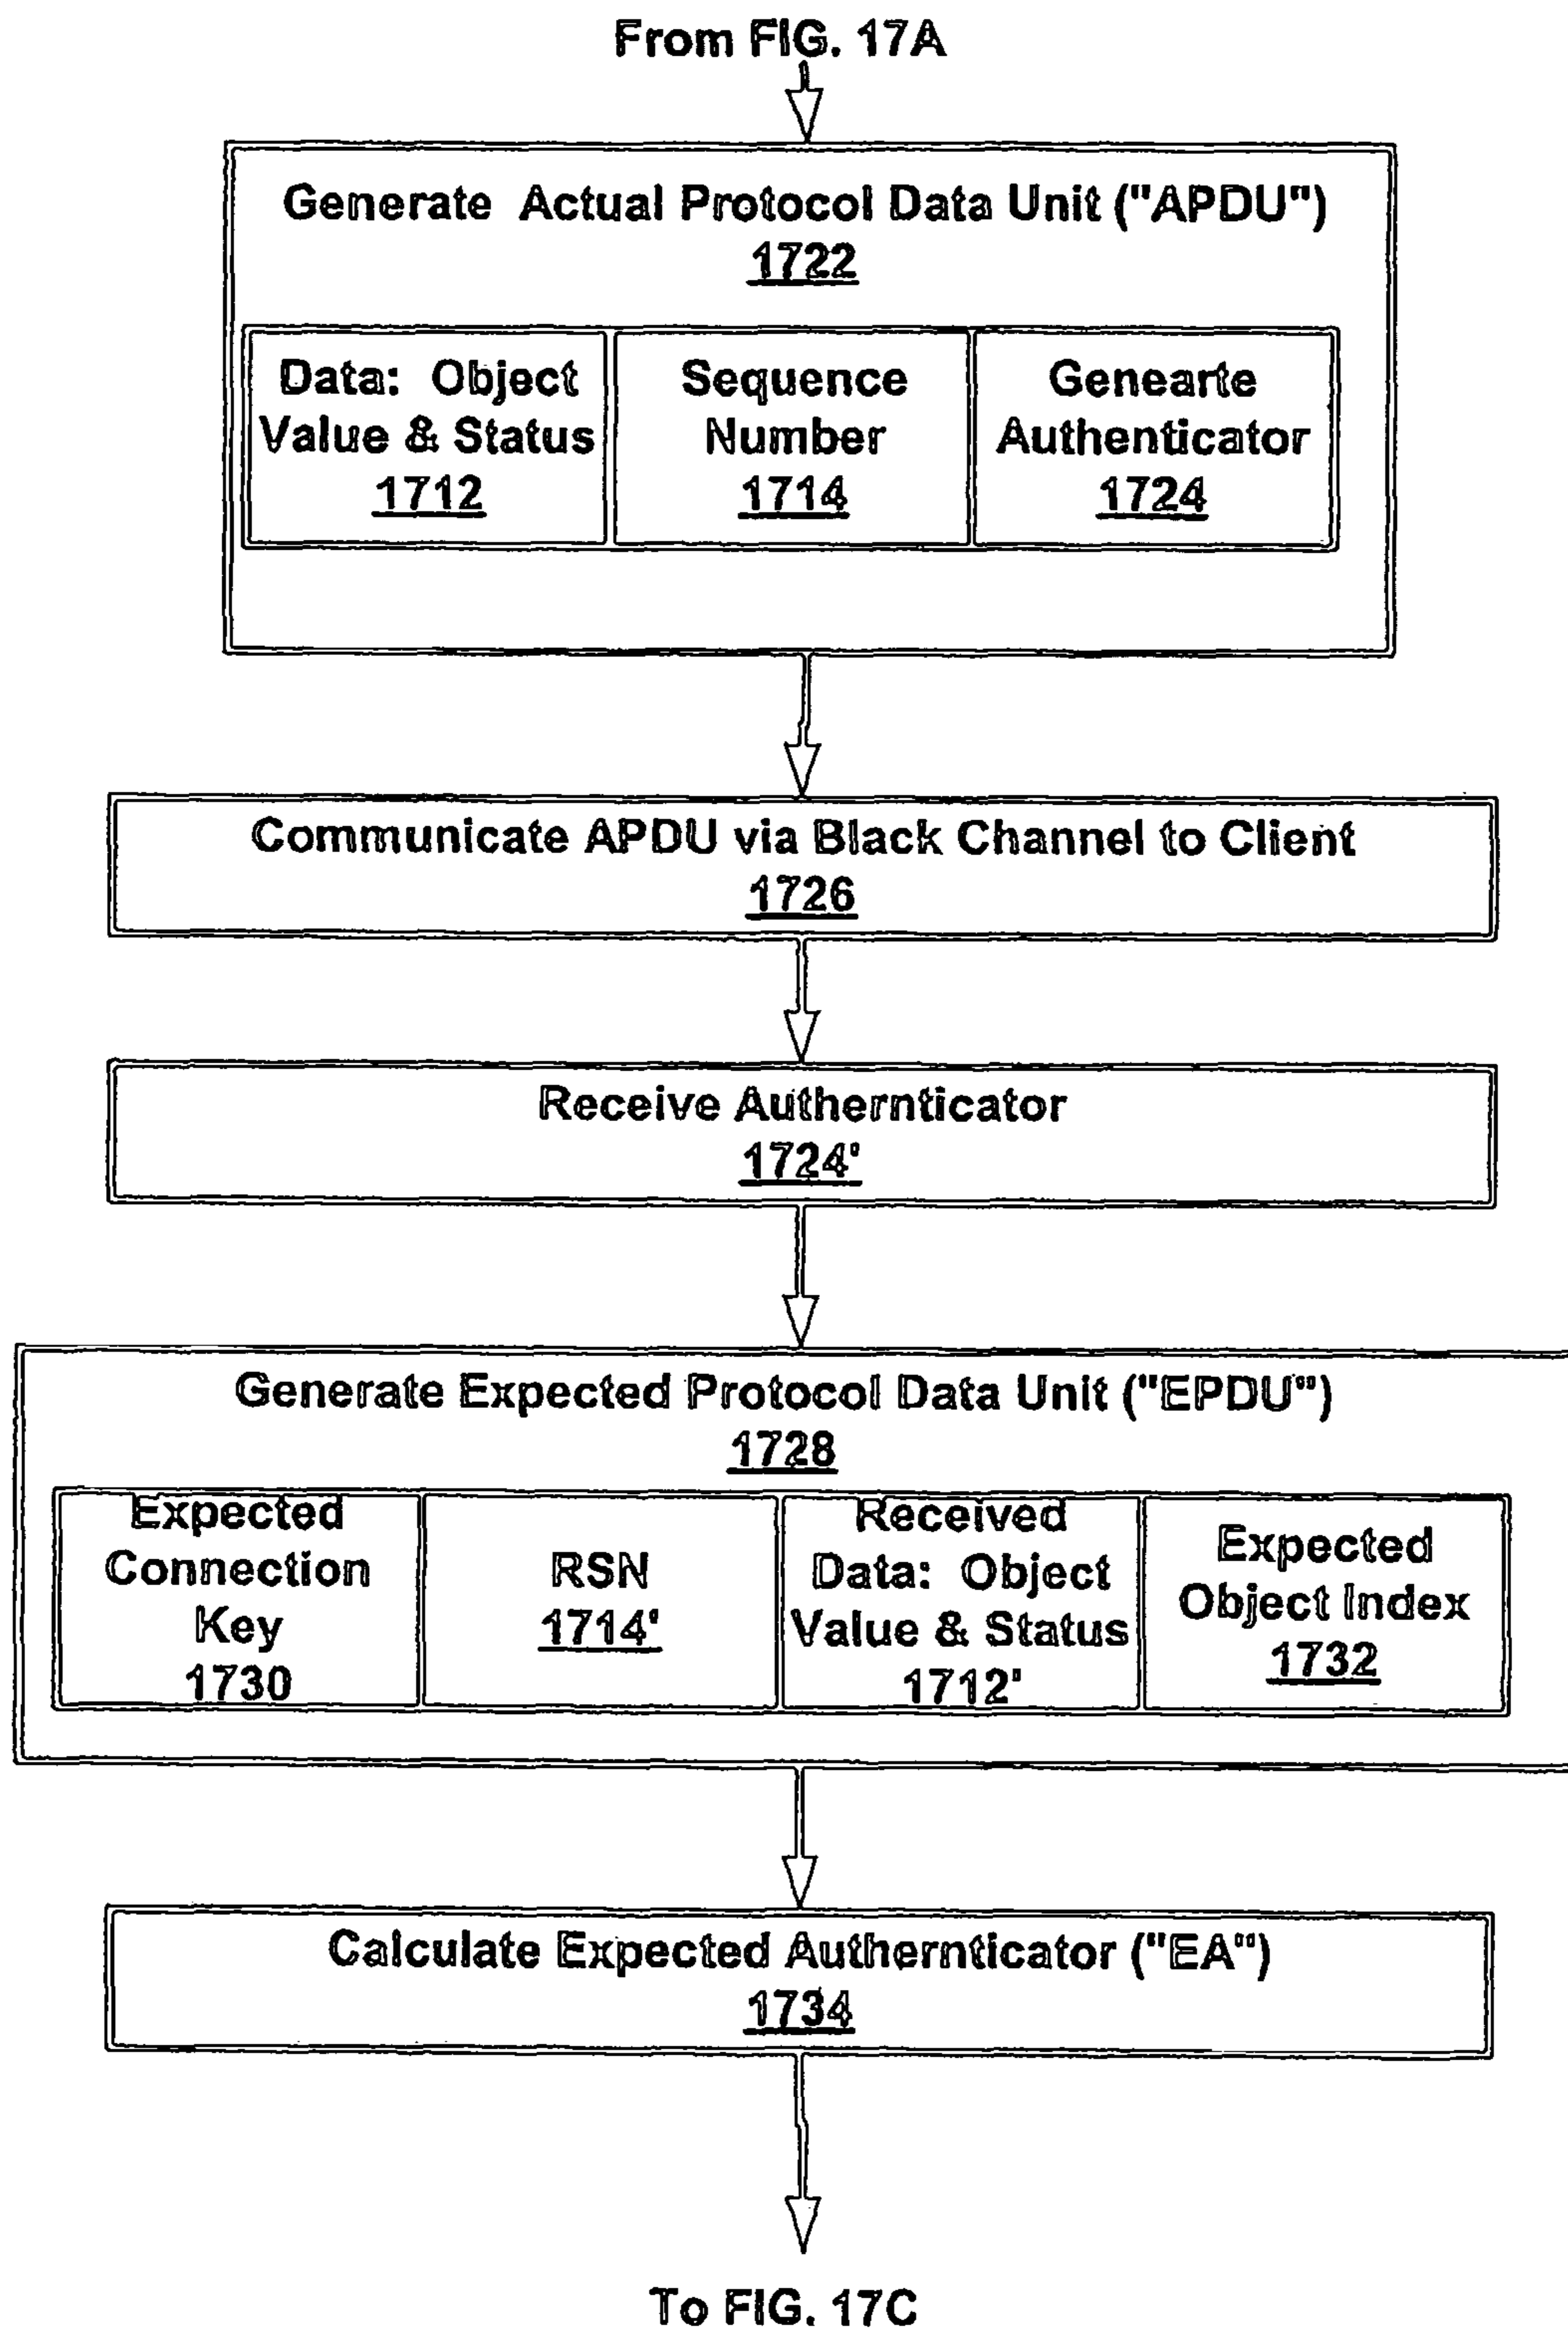 From FIG. 17A
Generate Actual Protocol Data Unit ("APDU")
1722
Data: Object
Value & Status
1712
Sequence
Number
1714
Genearte
Authenticator
1724
Communicate APDU via Black Channel to Client
1726
Receive Authernticator
1724'
Generate Expected Protocol Data Unit ("EPDU")
1728
Expected
Connection
Key
1730
RSN
1714'
Received
Data: Object
Value & Status
1712'
Expected
Object Index
1732
Calculate Expected Authernticator ("EA")
1734
To FIG. 17C